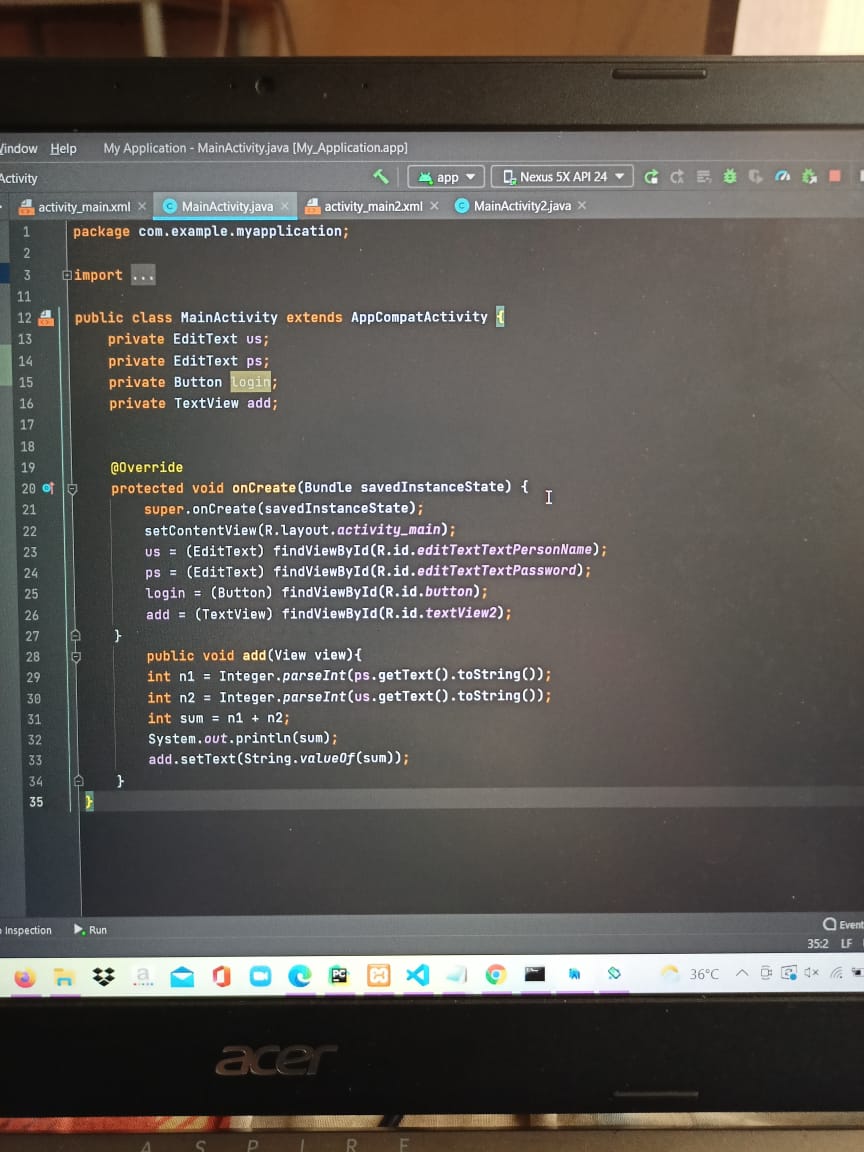 Window Help My Application - MainActivity.java [My_Application.app]
Activity app Nexus 5X API 24
activity_main.xml MainActivity.java activity_main2.xml MainActivity2.java
1 package com.example.myapplication;
2
3 import ...
11
12 public class MainActivity extends AppCompatActivity {
13 private EditText us;
14 private EditText ps;
15 private Button login;
16 private TextView add;
17
18
19 @Override
20 protected void onCreate(Bundle savedInstanceState) {
21 super.onCreate(savedInstanceState);
22 setContentView(R.layout.activity_main);
23 us = (EditText) findViewById(R.id.editTextTextPersonName);
24 ps = (EditText) findViewById(R.id.editTextTextPassword);
25 login = (Button) findViewById(R.id.button);
26 add = (TextView) findViewById(R.id.textView2);
27 }
28 public void add(View view){
29 int n1 = Integer.parseInt(ps.getText().toString());
30 int n2 = Integer.parseInt(us.getText().toString());
31 int sum = n1 + n2;
32 System.out.println(sum);
33 add.setText(String.valueOf(sum));
34 }
35 }
Inspection Run Event
35:2 LF
a PC 36°C
acer
ASPIRE